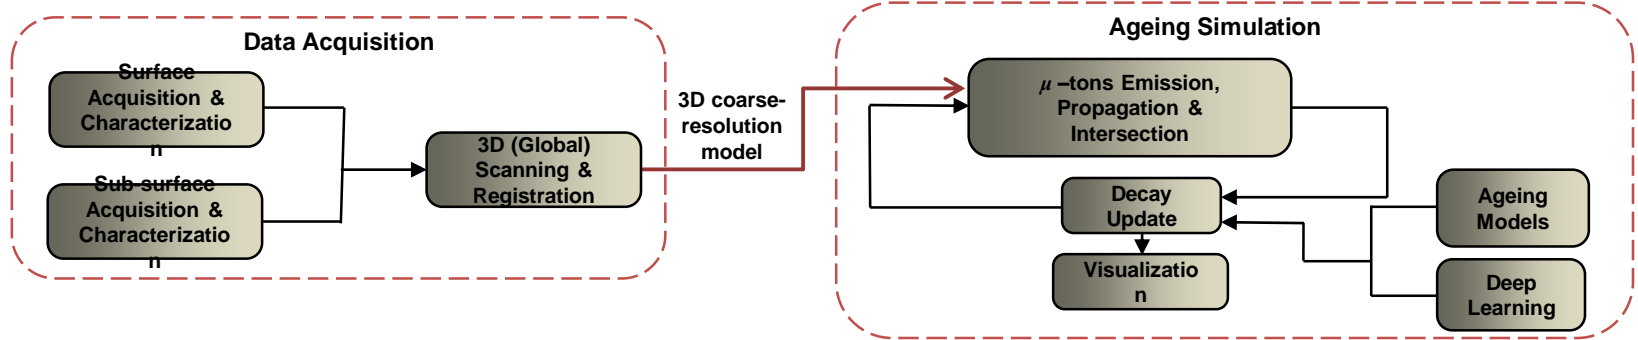 Data Acquisition
Surface
Acquisition &
Characterizatio
n
Sub-surface
Acquisition &
Characterizatio
n
3D (Global)
Scanning &
Registration
3D coarse-
resolution
model
Ageing Simulation
μ –tons Emission,
Propagation &
Intersection
Decay
Update
Visualizatio
n
Ageing
Models
Deep
Learning